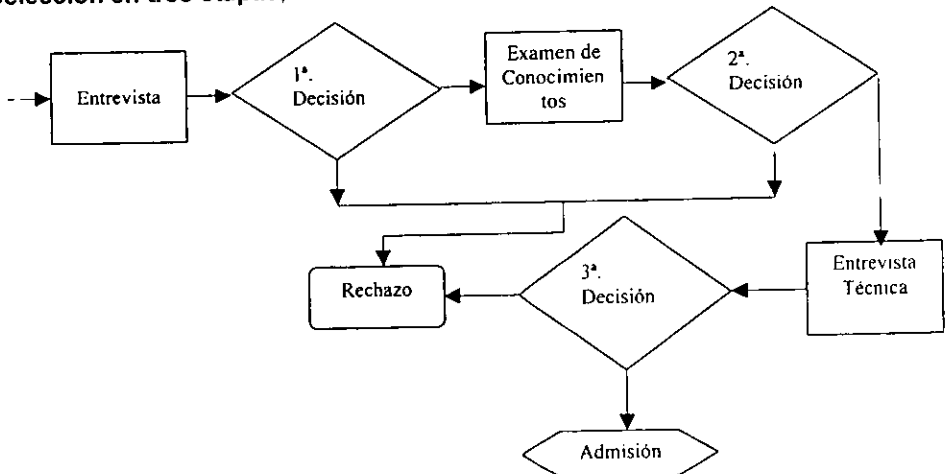 selección en tres etapas,
Entrevista
1ª.
Decisión
Examen de
Conocimien
tos
2ª.
Decisión
Entrevista
Técnica
3ª.
Decisión
Rechazo
Admisión